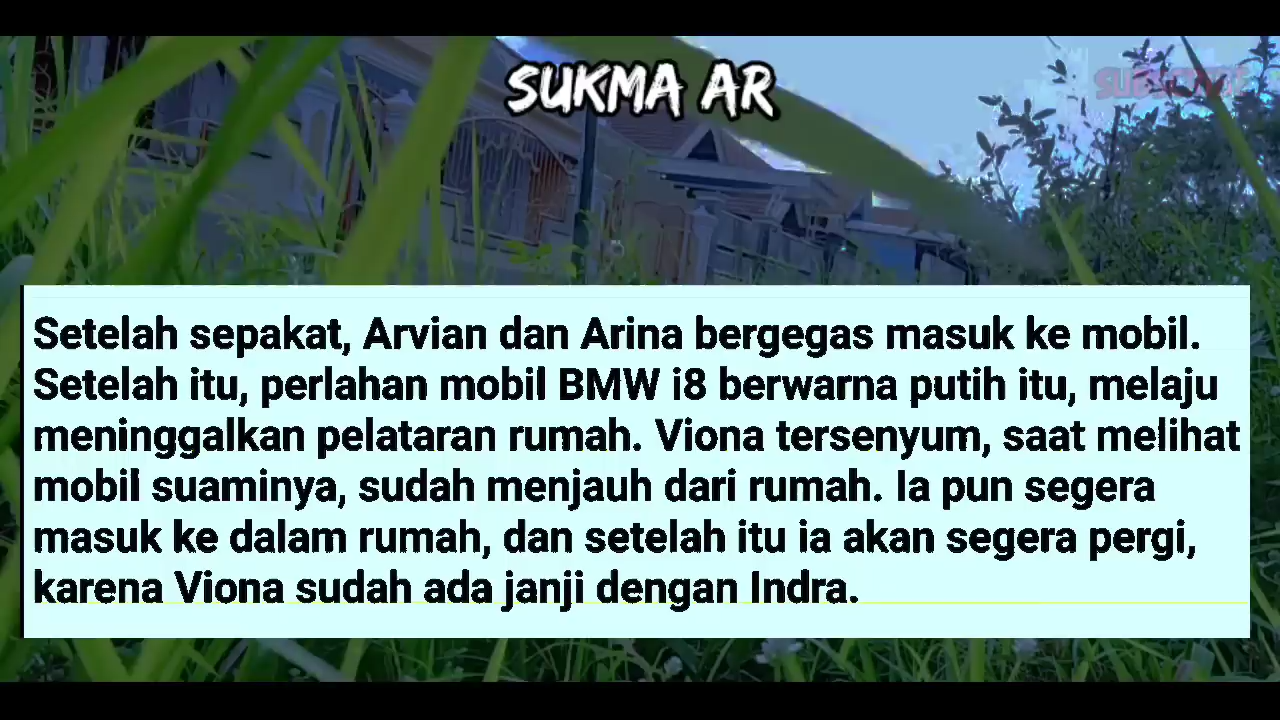 SUKMA AR
SUBSCRIBE
Setelah sepakat, Arvian dan Arina bergegas masuk ke mobil.
Setelah itu, perlahan mobil BMW i8 berwarna putih itu, melaju
meninggalkan pelataran rumah. Viona tersenyum, saat melihat
mobil suaminya, sudah menjauh dari rumah. Ia pun segera
masuk ke dalam rumah, dan setelah itu ia akan segera pergi,
karena Viona sudah ada janji dengan Indra.